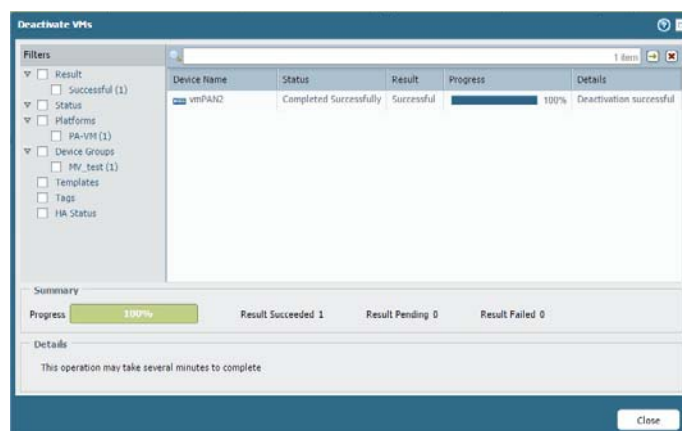 Deactivate VMs
Filters
1 item
Result
Successful (1)
Status
Platforms
PA-VM (1)
Device Groups
MV_test (1)
Templates
Tags
HA Status
Device Name Status Result Progress Details
vmPAN2 Completed Successfully Successful 100% Deactivation successful
Summary
Progress 100% Result Succeeded 1 Result Pending 0 Result Failed 0
Details
This operation may take several minutes to complete
Close